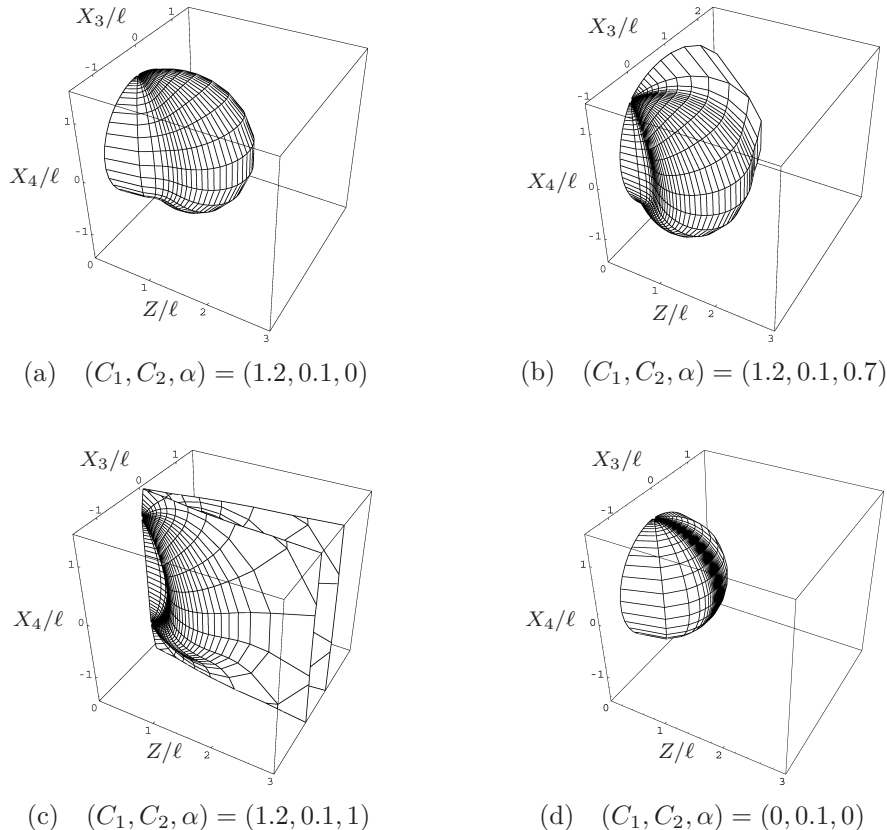 X₃/ℓ
1
0
-1
1
X₄/ℓ
0
-1
0
1
Z/ℓ
2
3
(a) (C₁, C₂, α) = (1.2, 0.1, 0)
2
X₃/ℓ
1
0
-1
1
X₄/ℓ
0
-1
0
1
Z/ℓ
2
3
(b) (C₁, C₂, α) = (1.2, 0.1, 0.7)
X₃/ℓ
1
0
-1
1
X₄/ℓ
0
-1
0
1
Z/ℓ
2
3
(c) (C₁, C₂, α) = (1.2, 0.1, 1)
X₃/ℓ
1
0
-1
1
X₄/ℓ
0
-1
0
1
Z/ℓ
2
3
(d) (C₁, C₂, α) = (0, 0.1, 0)